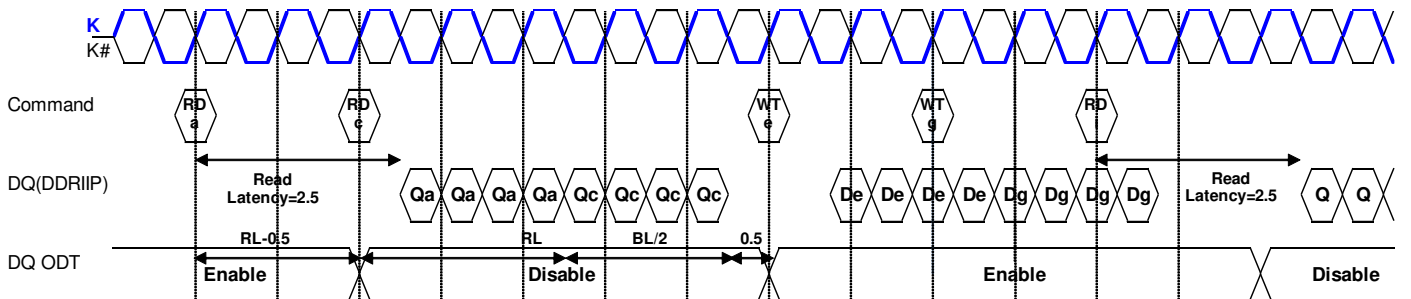 K
K#
Command
RD a
RD c
WT e
WT g
RD i
Read Latency=2.5
Read Latency=2.5
DQ(DDRIIP)
Qa Qa Qa Qa Qc Qc Qc Qc
De De De De Dg Dg Dg Dg
Q Q
RL-0.5
RL
BL/2
0.5
DQ ODT
Enable
Disable
Enable
Disable